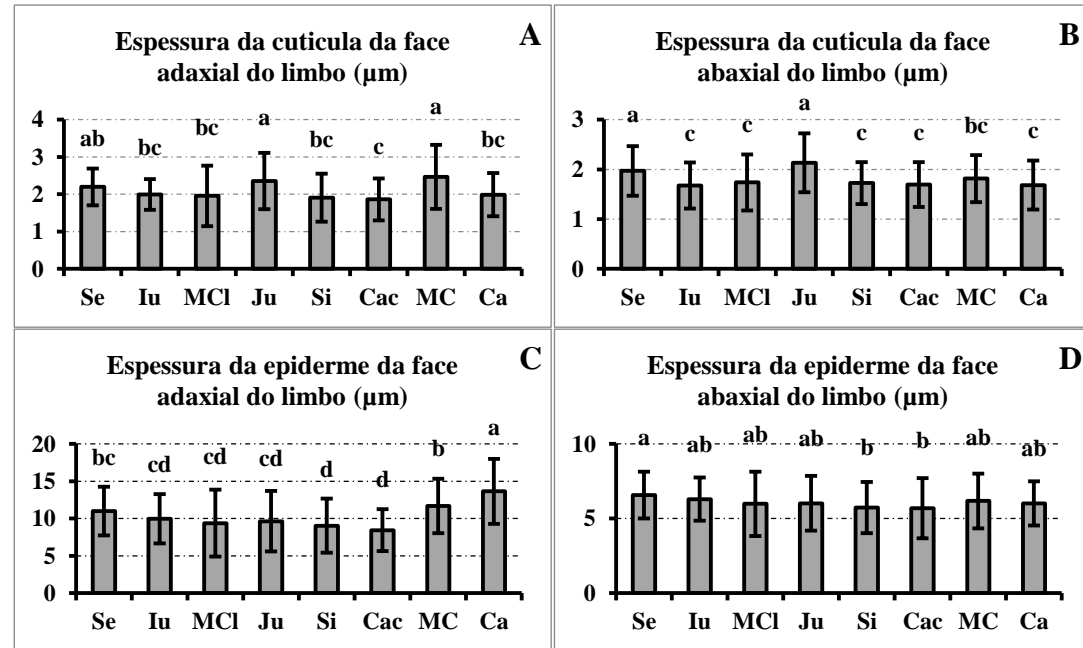 Espessura da cuticula da face
adaxial do limbo (µm)
A
4
3
2
1
0
ab
bc
bc
a
bc
c
a
bc
Se Iu MCl Ju Si Cac MC Ca
Espessura da cuticula da face
abaxial do limbo (µm)
B
3
2
1
0
a
c
c
a
c
c
bc
c
Se Iu MCl Ju Si Cac MC Ca
Espessura da epiderme da face
adaxial do limbo (µm)
C
20
15
10
5
0
bc
cd
cd
cd
d
d
b
a
Se Iu MCl Ju Si Cac MC Ca
Espessura da epiderme da face
abaxial do limbo (µm)
D
10
5
0
a
ab
ab
ab
b
b
ab
ab
Se Iu MCl Ju Si Cac MC Ca